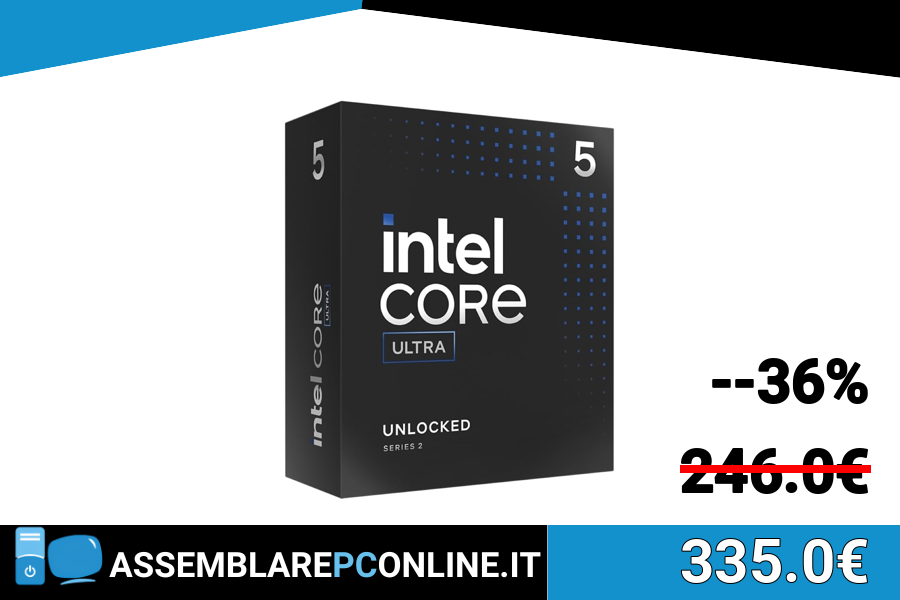 5
intel CORE ULTRA
5
intel
CORE
ULTRA
UNLOCKED
SERIES 2
--36%
246.0€
ASSEMBLAREPCONLINE.IT
335.0€